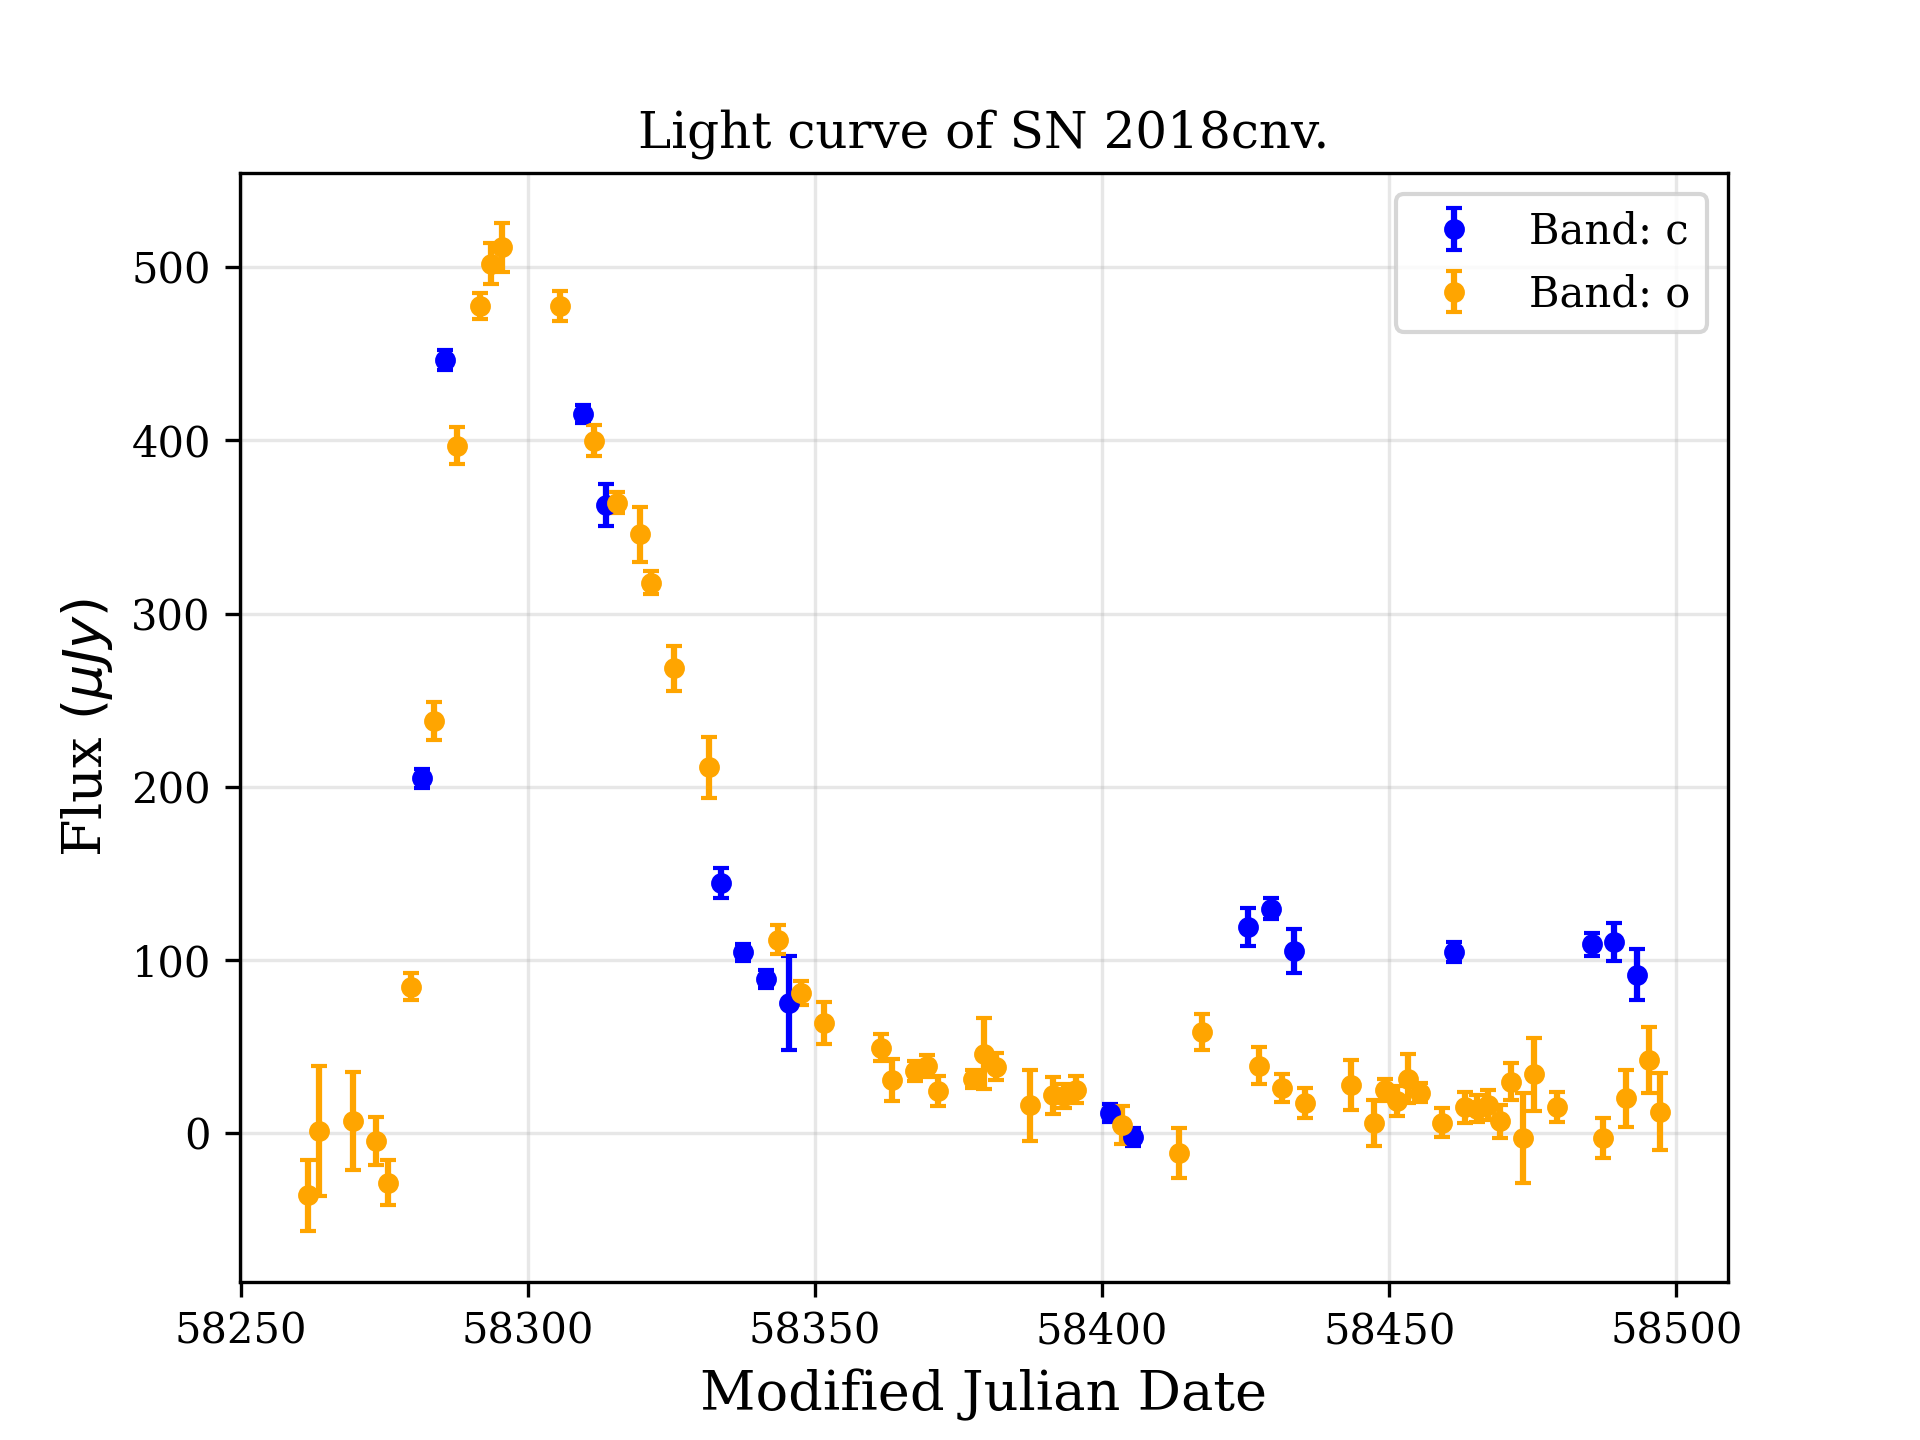 Light curve of SN 2018cnv.
Band: c
Band: o
500
400
300
200
100
0
Flux (μJy)
58250 58300 58350 58400 58450 58500
Modified Julian Date